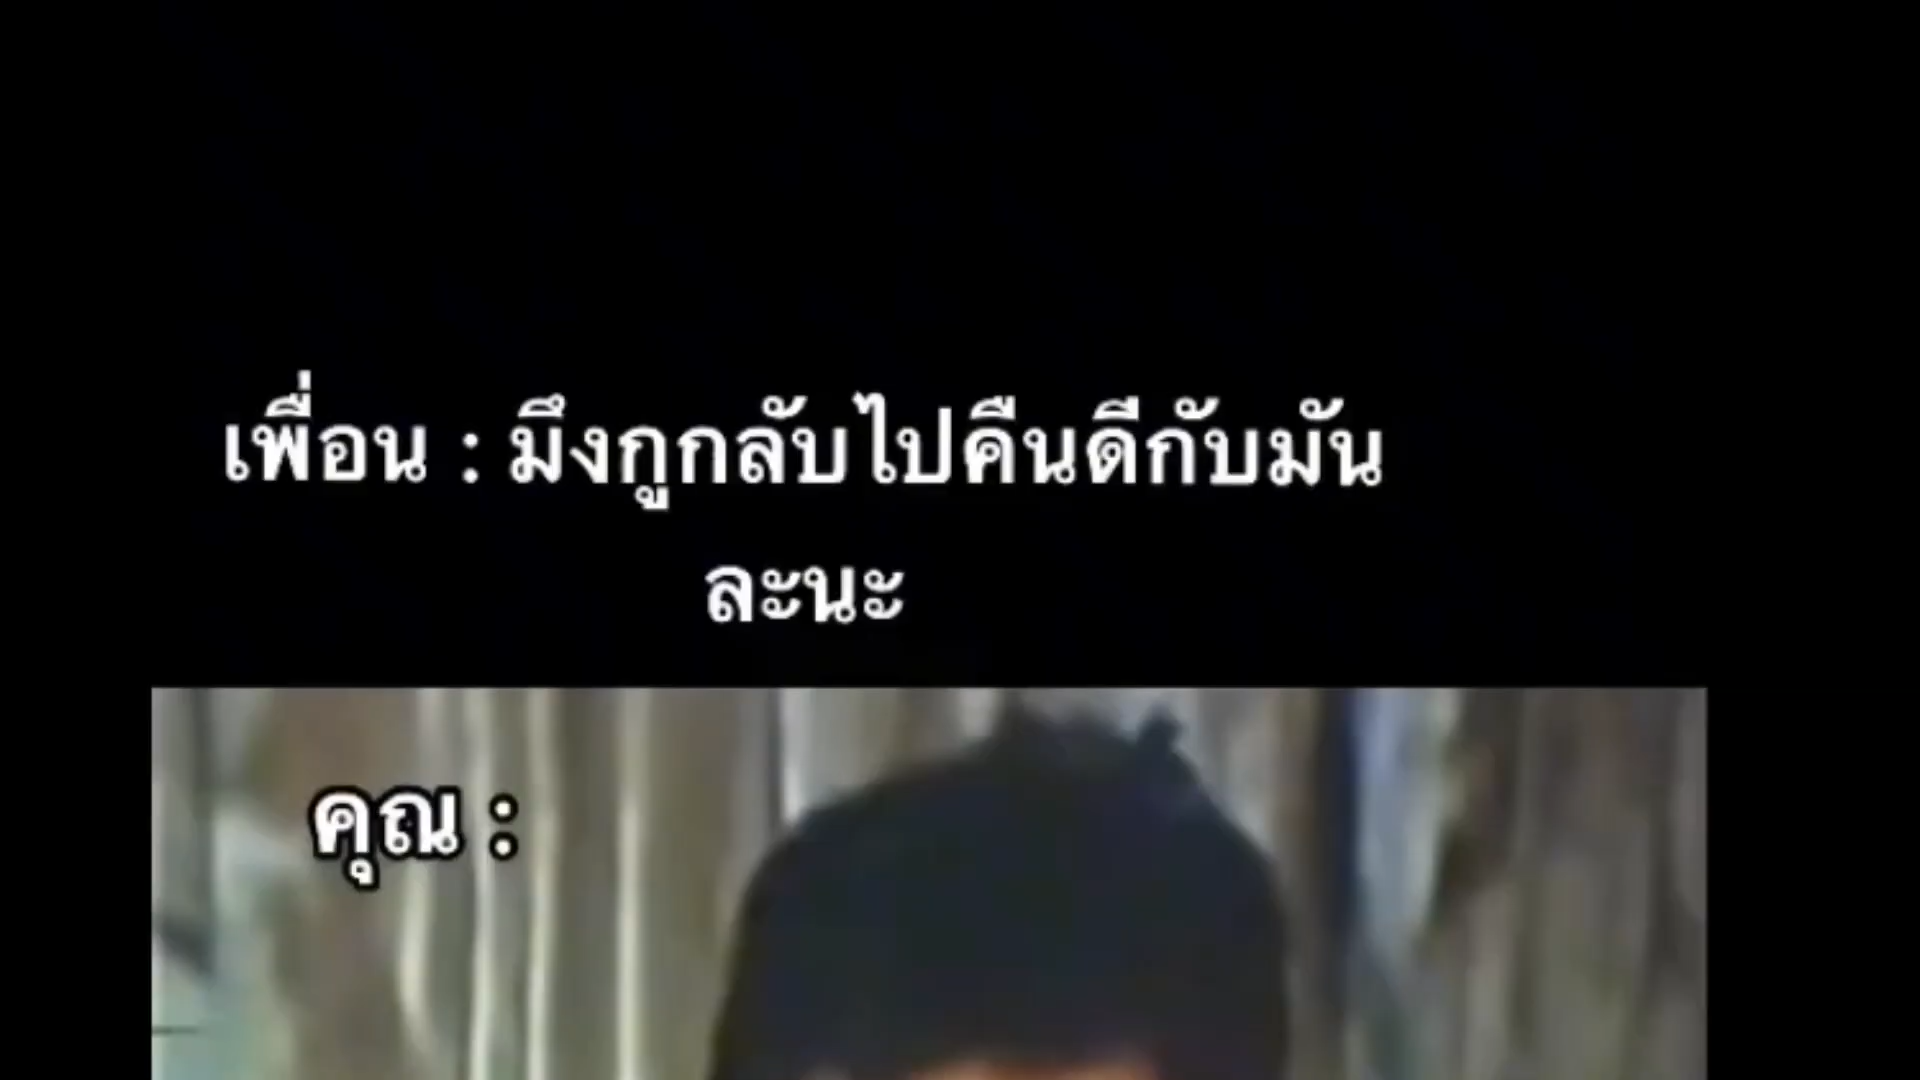 เพื่อน : มึงกูกลับไปคืนดีกับมัน
ละนะ
คุณ :